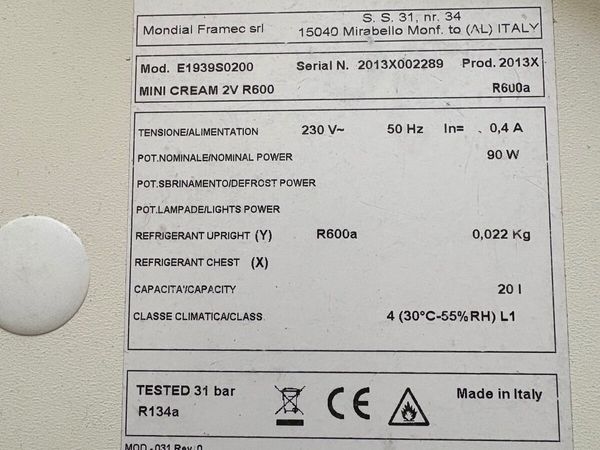 Mondial Framec srl
S. S. 31, nr. 34
15040 Mirabello Monf. to (AL) ITALY
Mod. E1939S0200 Serial N. 2013X002289 Prod. 2013X
MINI CREAM 2V R600 R600a
TENSIONE/ALIMENTATION 230 V~ 50 Hz In= 0,4 A
POT.NOMINALE/NOMINAL POWER 90 W
POT.SBRINAMENTO/DEFROST POWER
POT.LAMPADE/LIGHTS POWER
REFRIGERANT UPRIGHT (Y) R600a 0,022 Kg
REFRIGERANT CHEST (X)
CAPACITA'/CAPACITY 20 l
CLASSE CLIMATICA/CLASS 4 (30°C-55%RH) L1
TESTED 31 bar
R134a
CE
Made in Italy
MOD - 031 Rev. 0